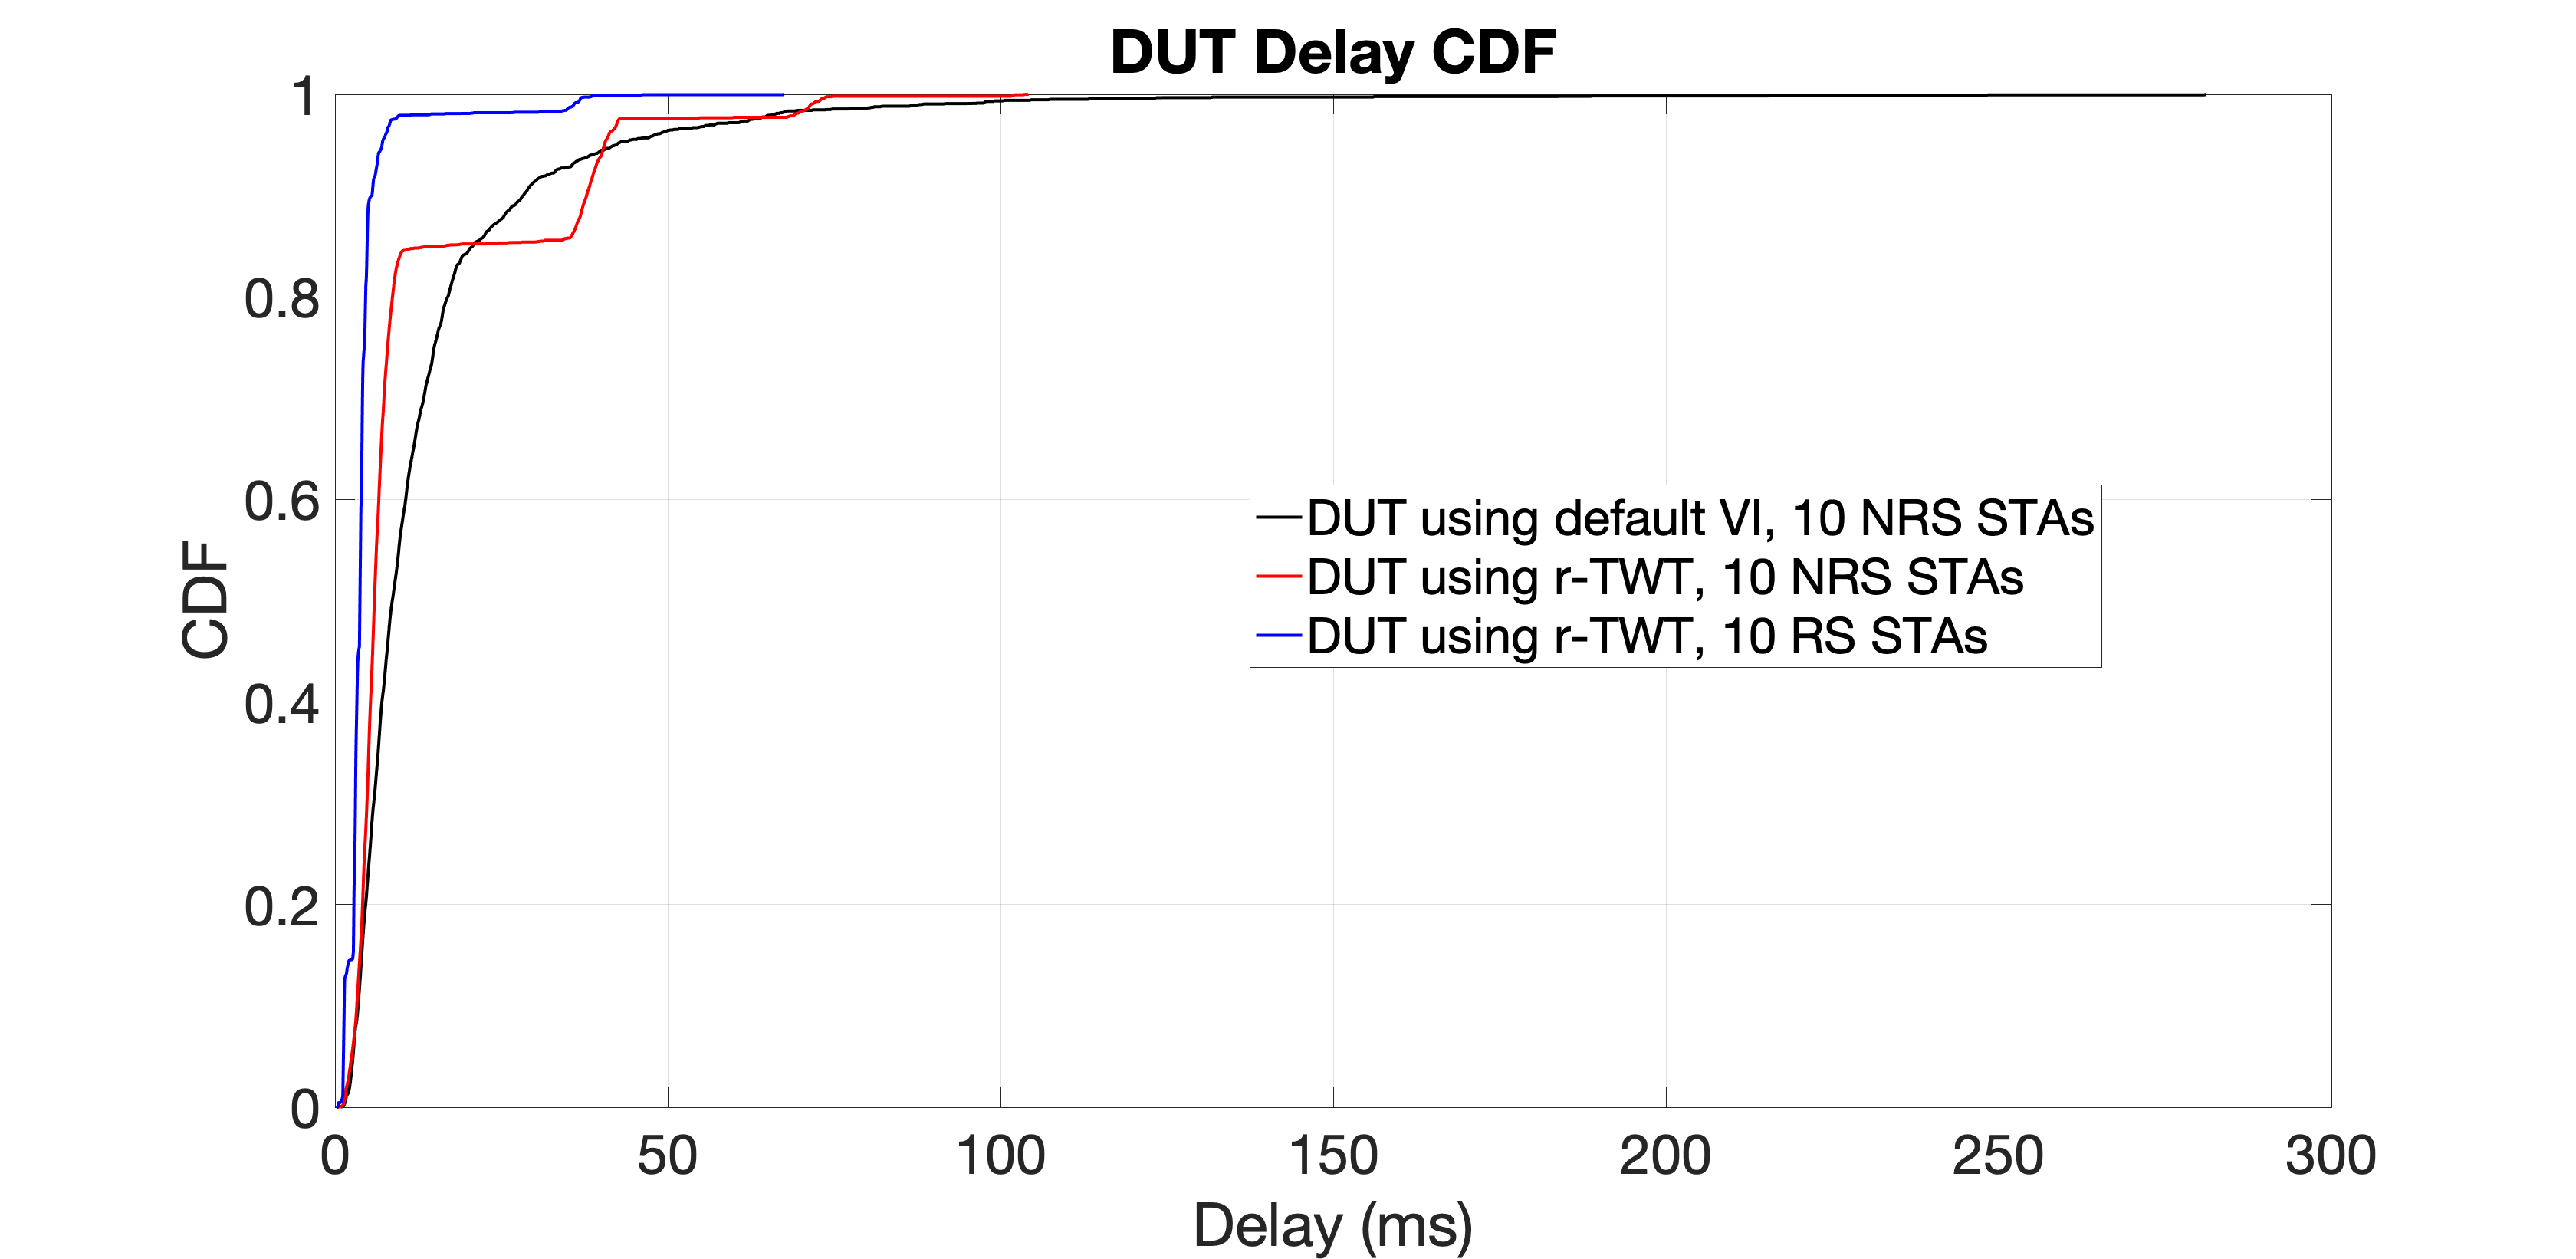 DUT Delay CDF
1
0.8
0.6
0.4
0.2
0
CDF
DUT using default VI, 10 NRS STAs
DUT using r-TWT, 10 NRS STAs
DUT using r-TWT, 10 RS STAs
0 50 100 150 200 250 300
Delay (ms)